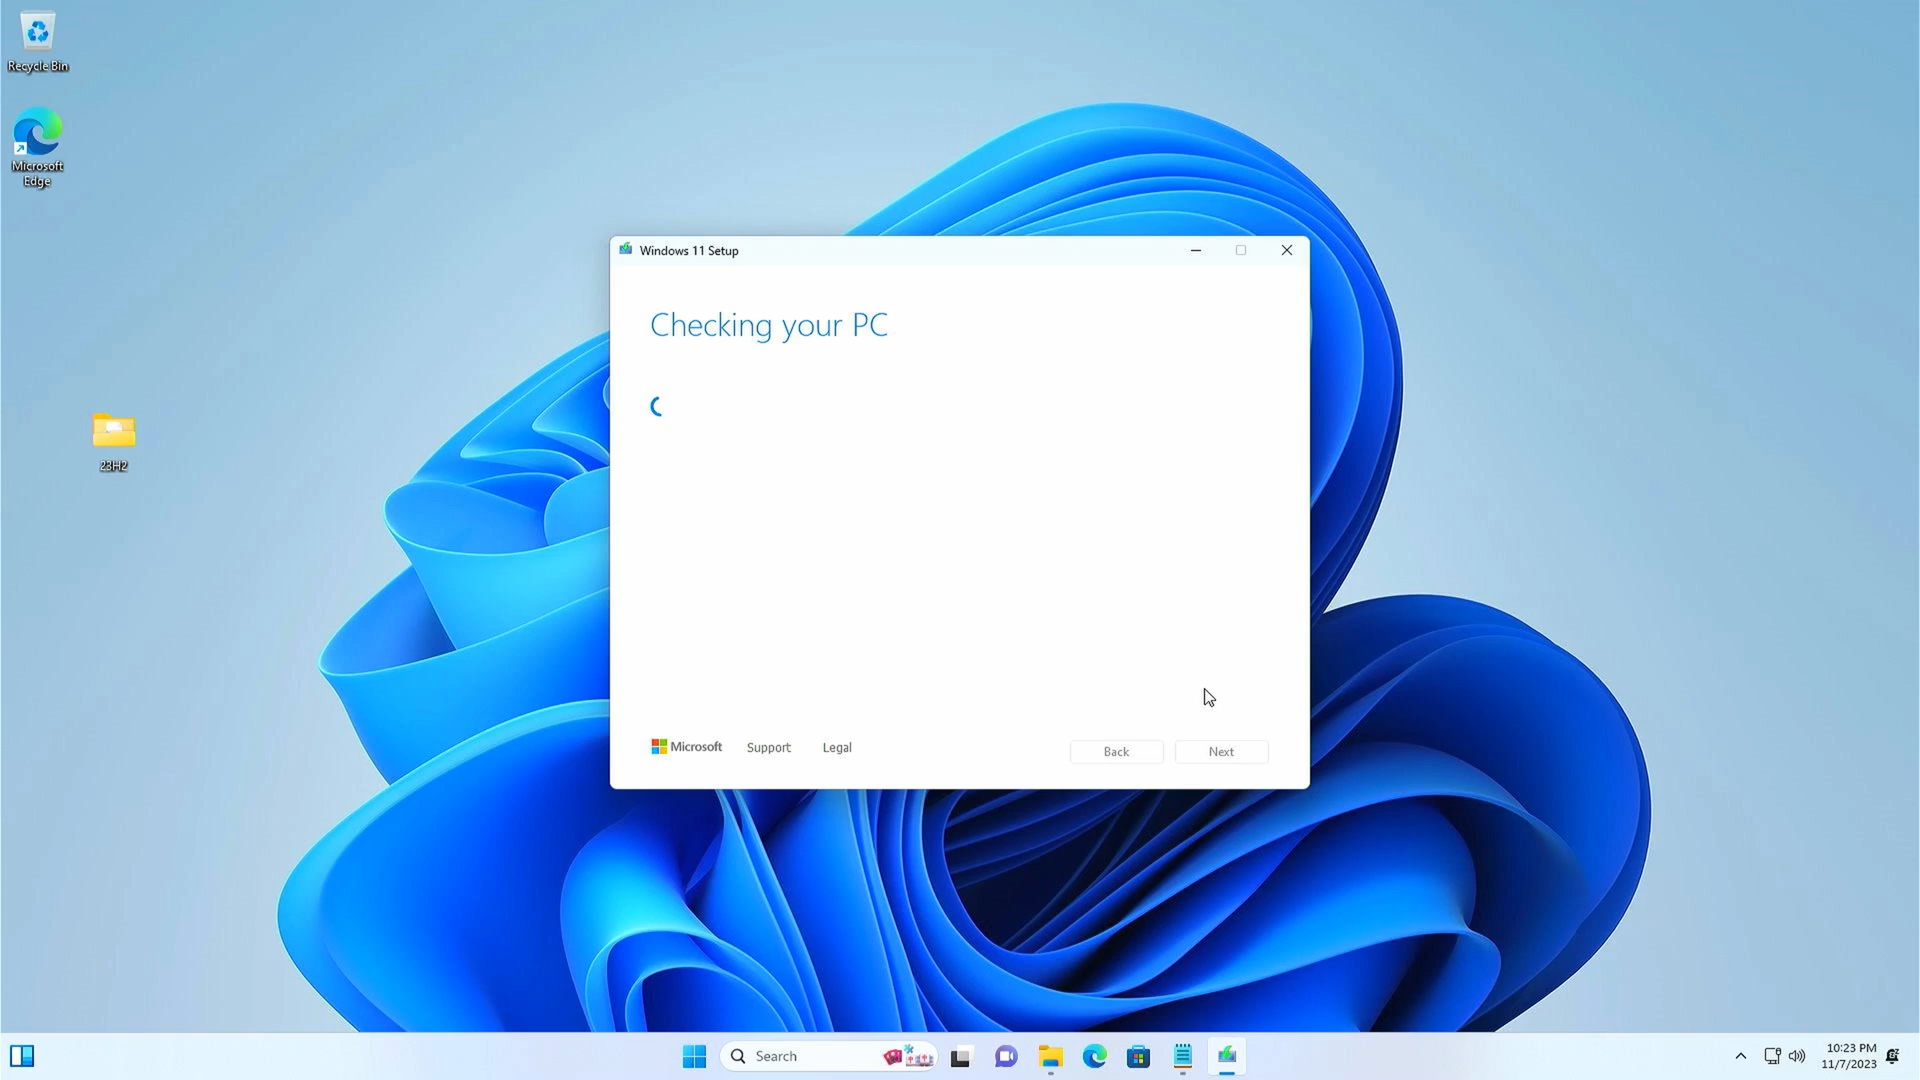 Recycle Bin
Microsoft
Edge
23H2
Windows 11 Setup
Checking your PC
Microsoft
Support
Legal
Back
Next
Search
10:23 PM
11/7/2023